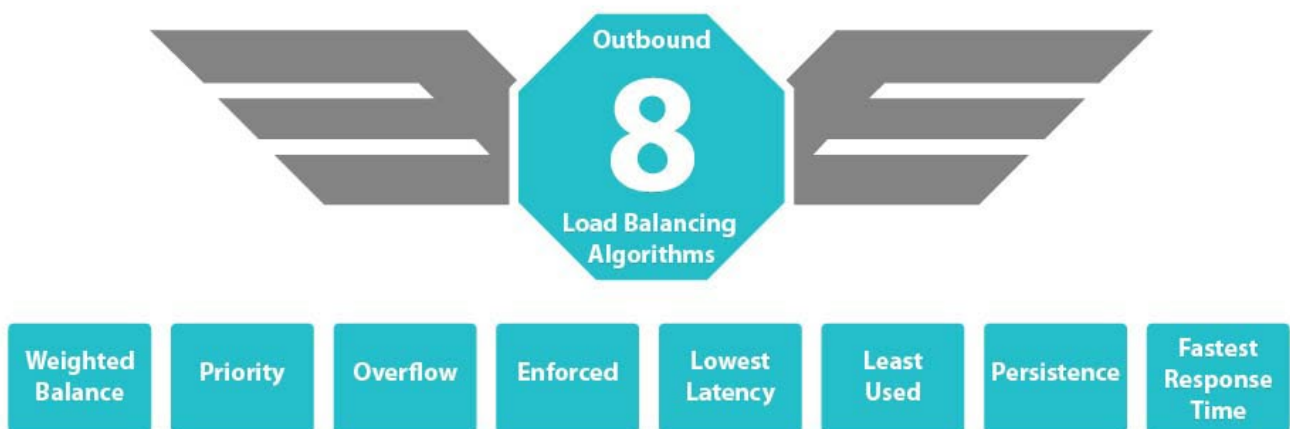 Outbound
8
Load Balancing
Algorithms
Weighted
Balance
Priority
Overflow
Enforced
Lowest
Latency
Least
Used
Persistence
Fastest
Response
Time